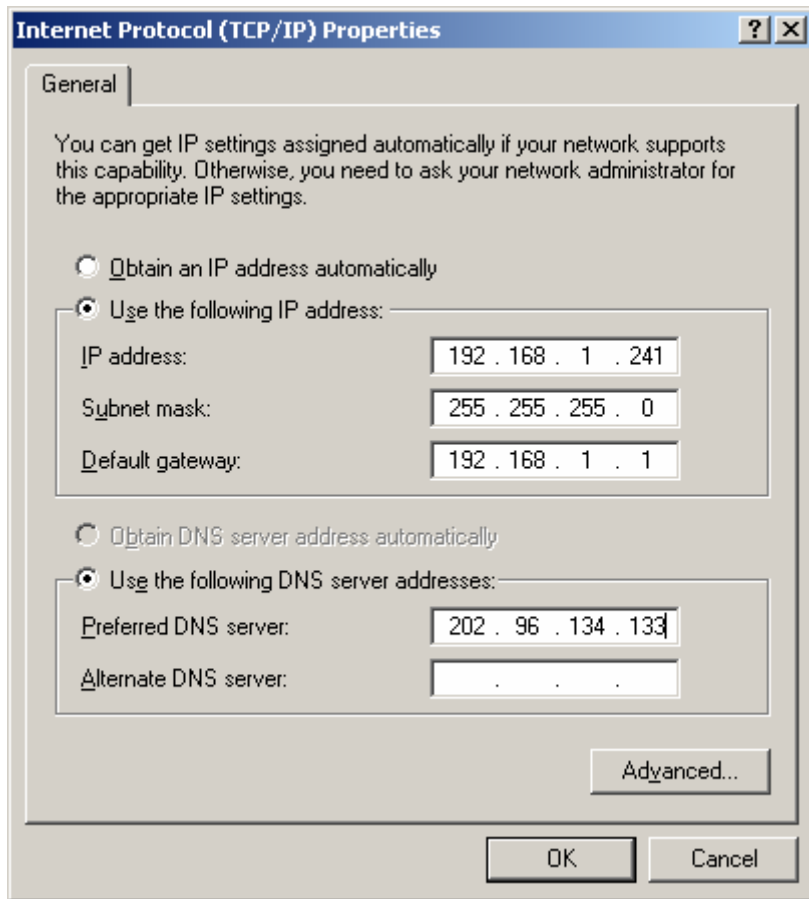 Internet Protocol (TCP/IP) Properties
General
You can get IP settings assigned automatically if your network supports
this capability. Otherwise, you need to ask your network administrator for
the appropriate IP settings.
Obtain an IP address automatically
Use the following IP address:
IP address: 192 . 168 . 1 . 241
Subnet mask: 255 . 255 . 255 . 0
Default gateway: 192 . 168 . 1 . 1
Obtain DNS server address automatically
Use the following DNS server addresses:
Preferred DNS server: 202 . 96 . 134 . 133
Alternate DNS server: . . .
Advanced...
OK Cancel